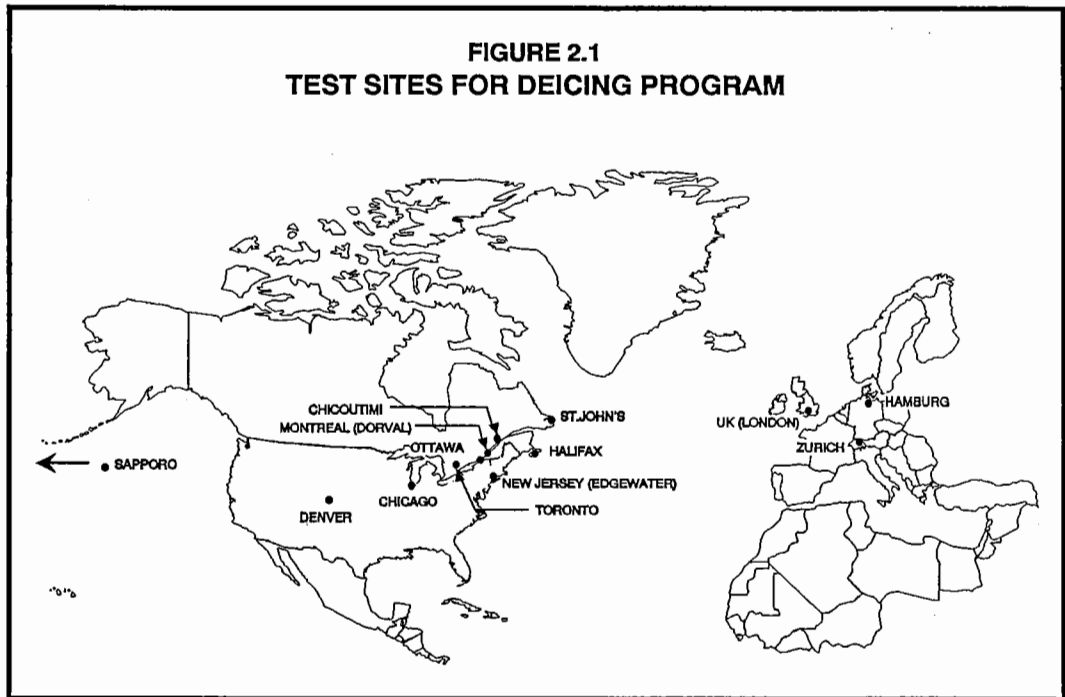 FIGURE 2.1
TEST SITES FOR DEICING PROGRAM
CHICOUTIMI
MONTREAL (DORVAL)
OTTAWA
ST.JOHN'S
HALIFAX
NEW JERSEY (EDGEWATER)
TORONTO
CHICAGO
DENVER
SAPPORO
UK (LONDON)
HAMBURG
ZURICH